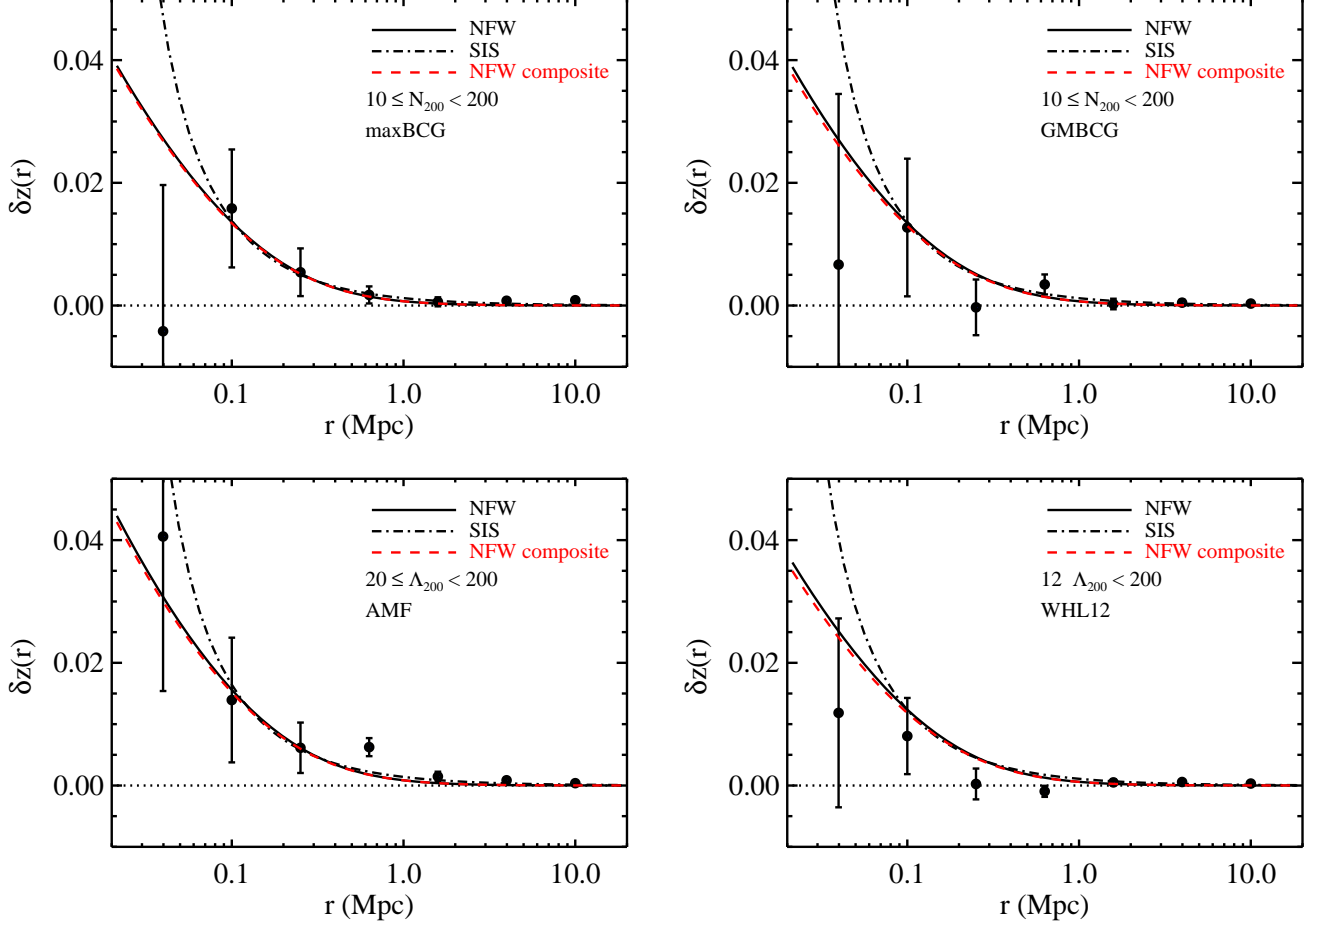 NFW
SIS
NFW composite
10 ≤ N200 < 200
maxBCG
0.04
0.02
0.00
δz(r)
0.1 1.0 10.0
r (Mpc)
NFW
SIS
NFW composite
10 ≤ N200 < 200
GMBCG
0.04
0.02
0.00
δz(r)
0.1 1.0 10.0
r (Mpc)
NFW
SIS
NFW composite
20 ≤ Λ200 < 200
AMF
0.04
0.02
0.00
δz(r)
0.1 1.0 10.0
r (Mpc)
NFW
SIS
NFW composite
12 Λ200 < 200
WHL12
0.04
0.02
0.00
δz(r)
0.1 1.0 10.0
r (Mpc)